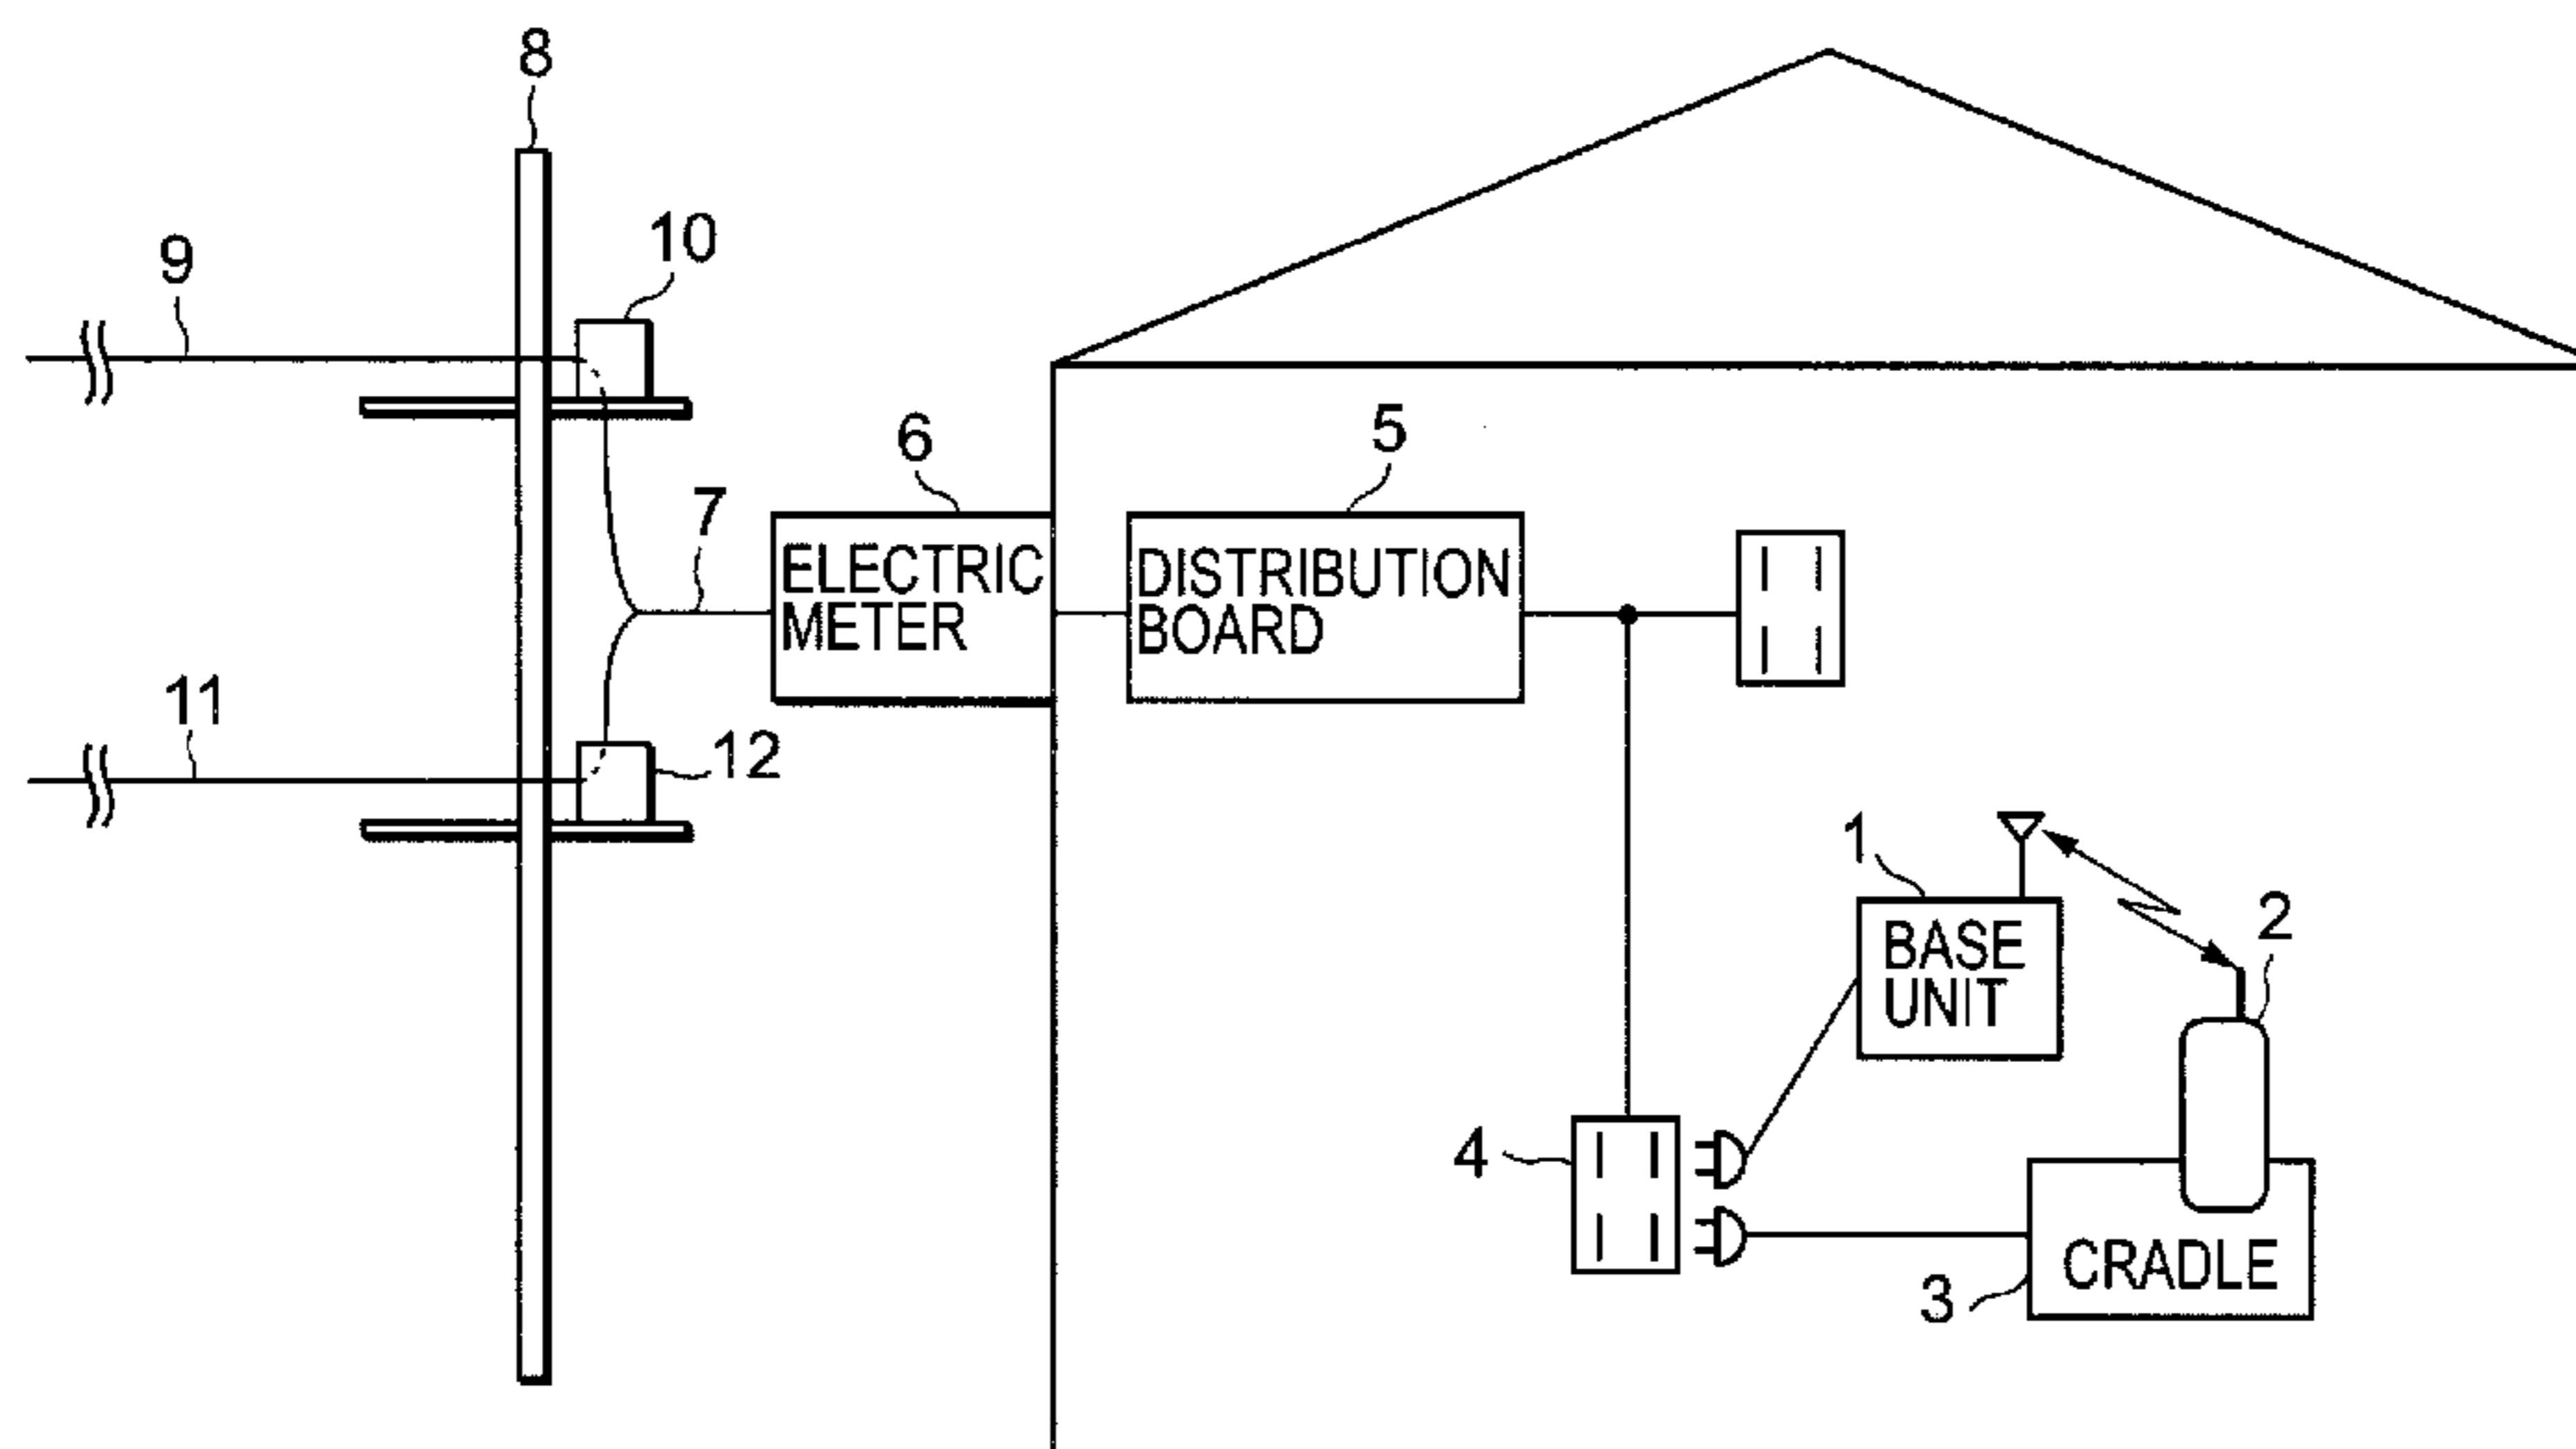 8
10
9
6
5
7
ELECTRIC
METER
DISTRIBUTION
BOARD
11
12
1
2
BASE
UNIT
4
3
CRADLE